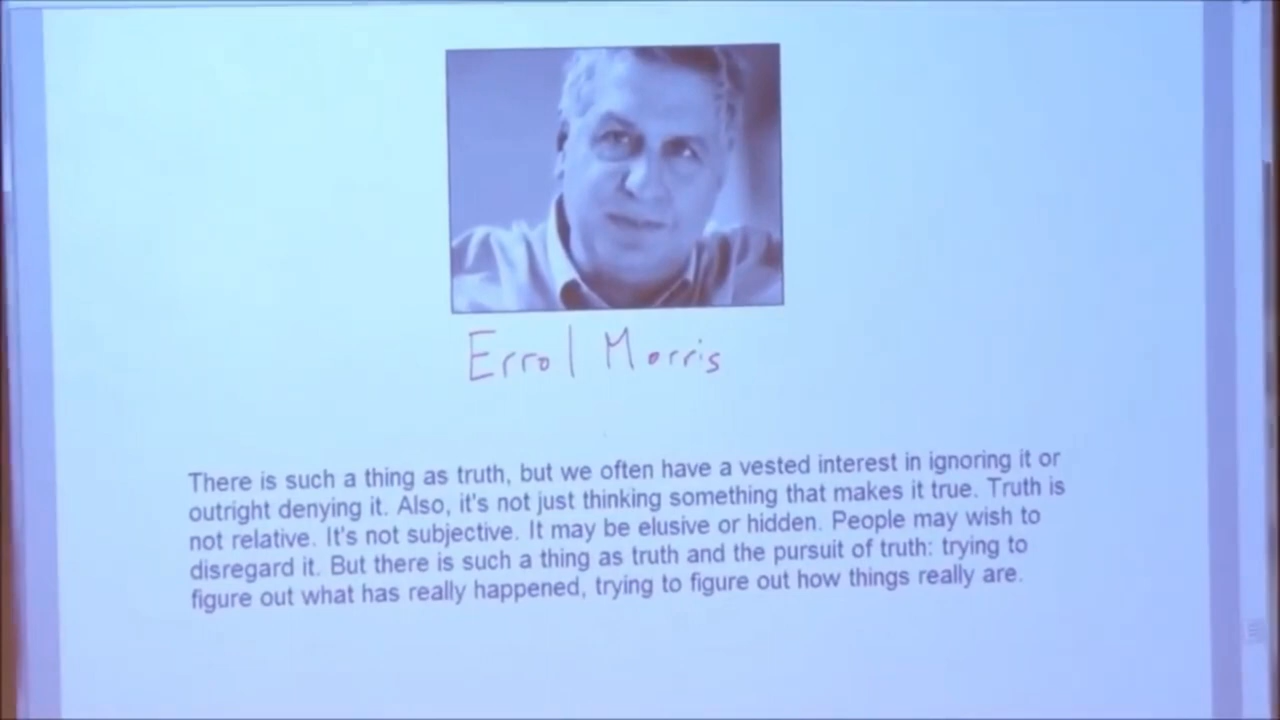 Errol Morris
There is such a thing as truth, but we often have a vested interest in ignoring it or
outright denying it. Also, it's not just thinking something that makes it true. Truth is
not relative. It's not subjective. It may be elusive or hidden. People may wish to
disregard it. But there is such a thing as truth and the pursuit of truth: trying to
figure out what has really happened, trying to figure out how things really are.